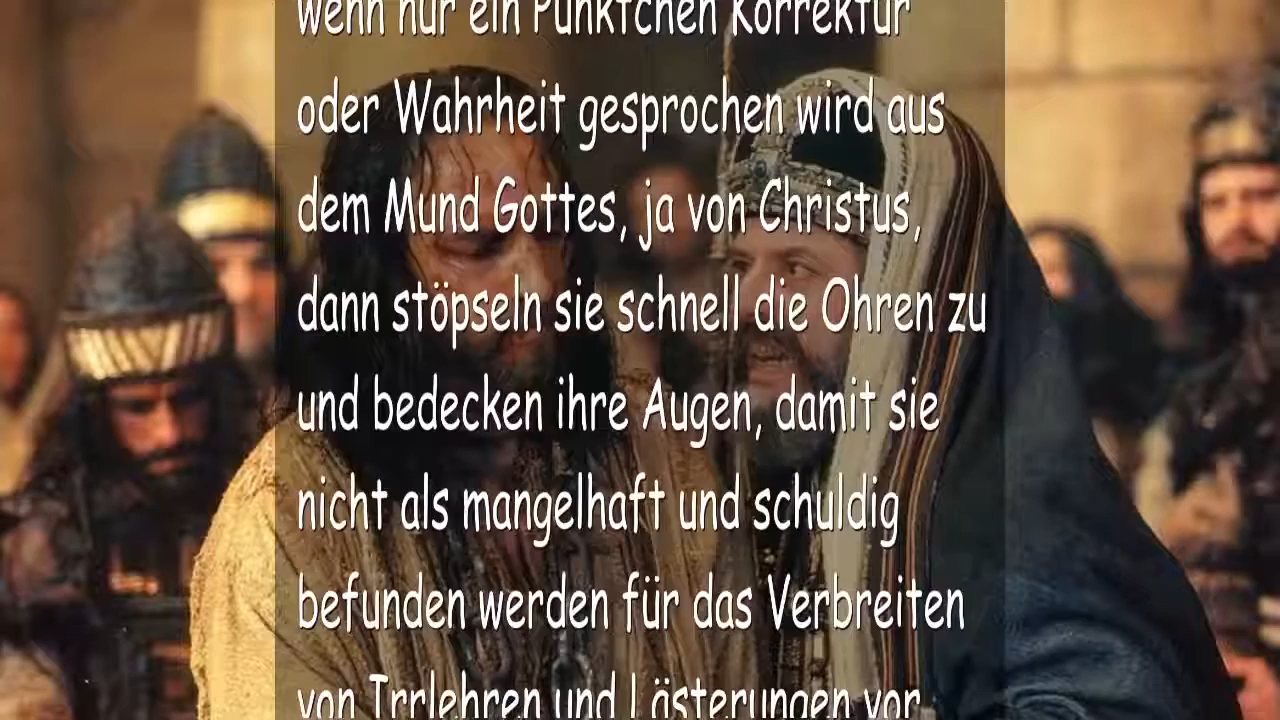 wenn nur ein Pünktchen Korrektur
oder Wahrheit gesprochen wird aus
dem Mund Gottes, ja von Christus,
dann stöpseln sie schnell die Ohren zu
und bedecken ihre Augen, damit sie
nicht als mangelhaft und schuldig
befunden werden für das Verbreiten
von Irrlehren und Lästerungen vor